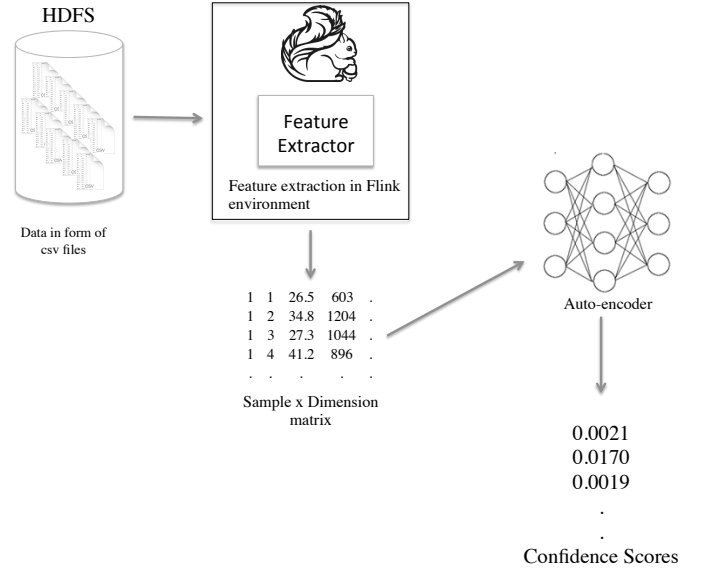 HDFS
Data in form of
csv files
Feature
Extractor
Feature extraction in Flink
environment
1 1 26.5 603 .
1 2 34.8 1204 .
1 3 27.3 1044 .
1 4 41.2 896 .
. . . . .
Sample x Dimension
matrix
Auto-encoder
0.0021
0.0170
0.0019
.
.
Confidence Scores